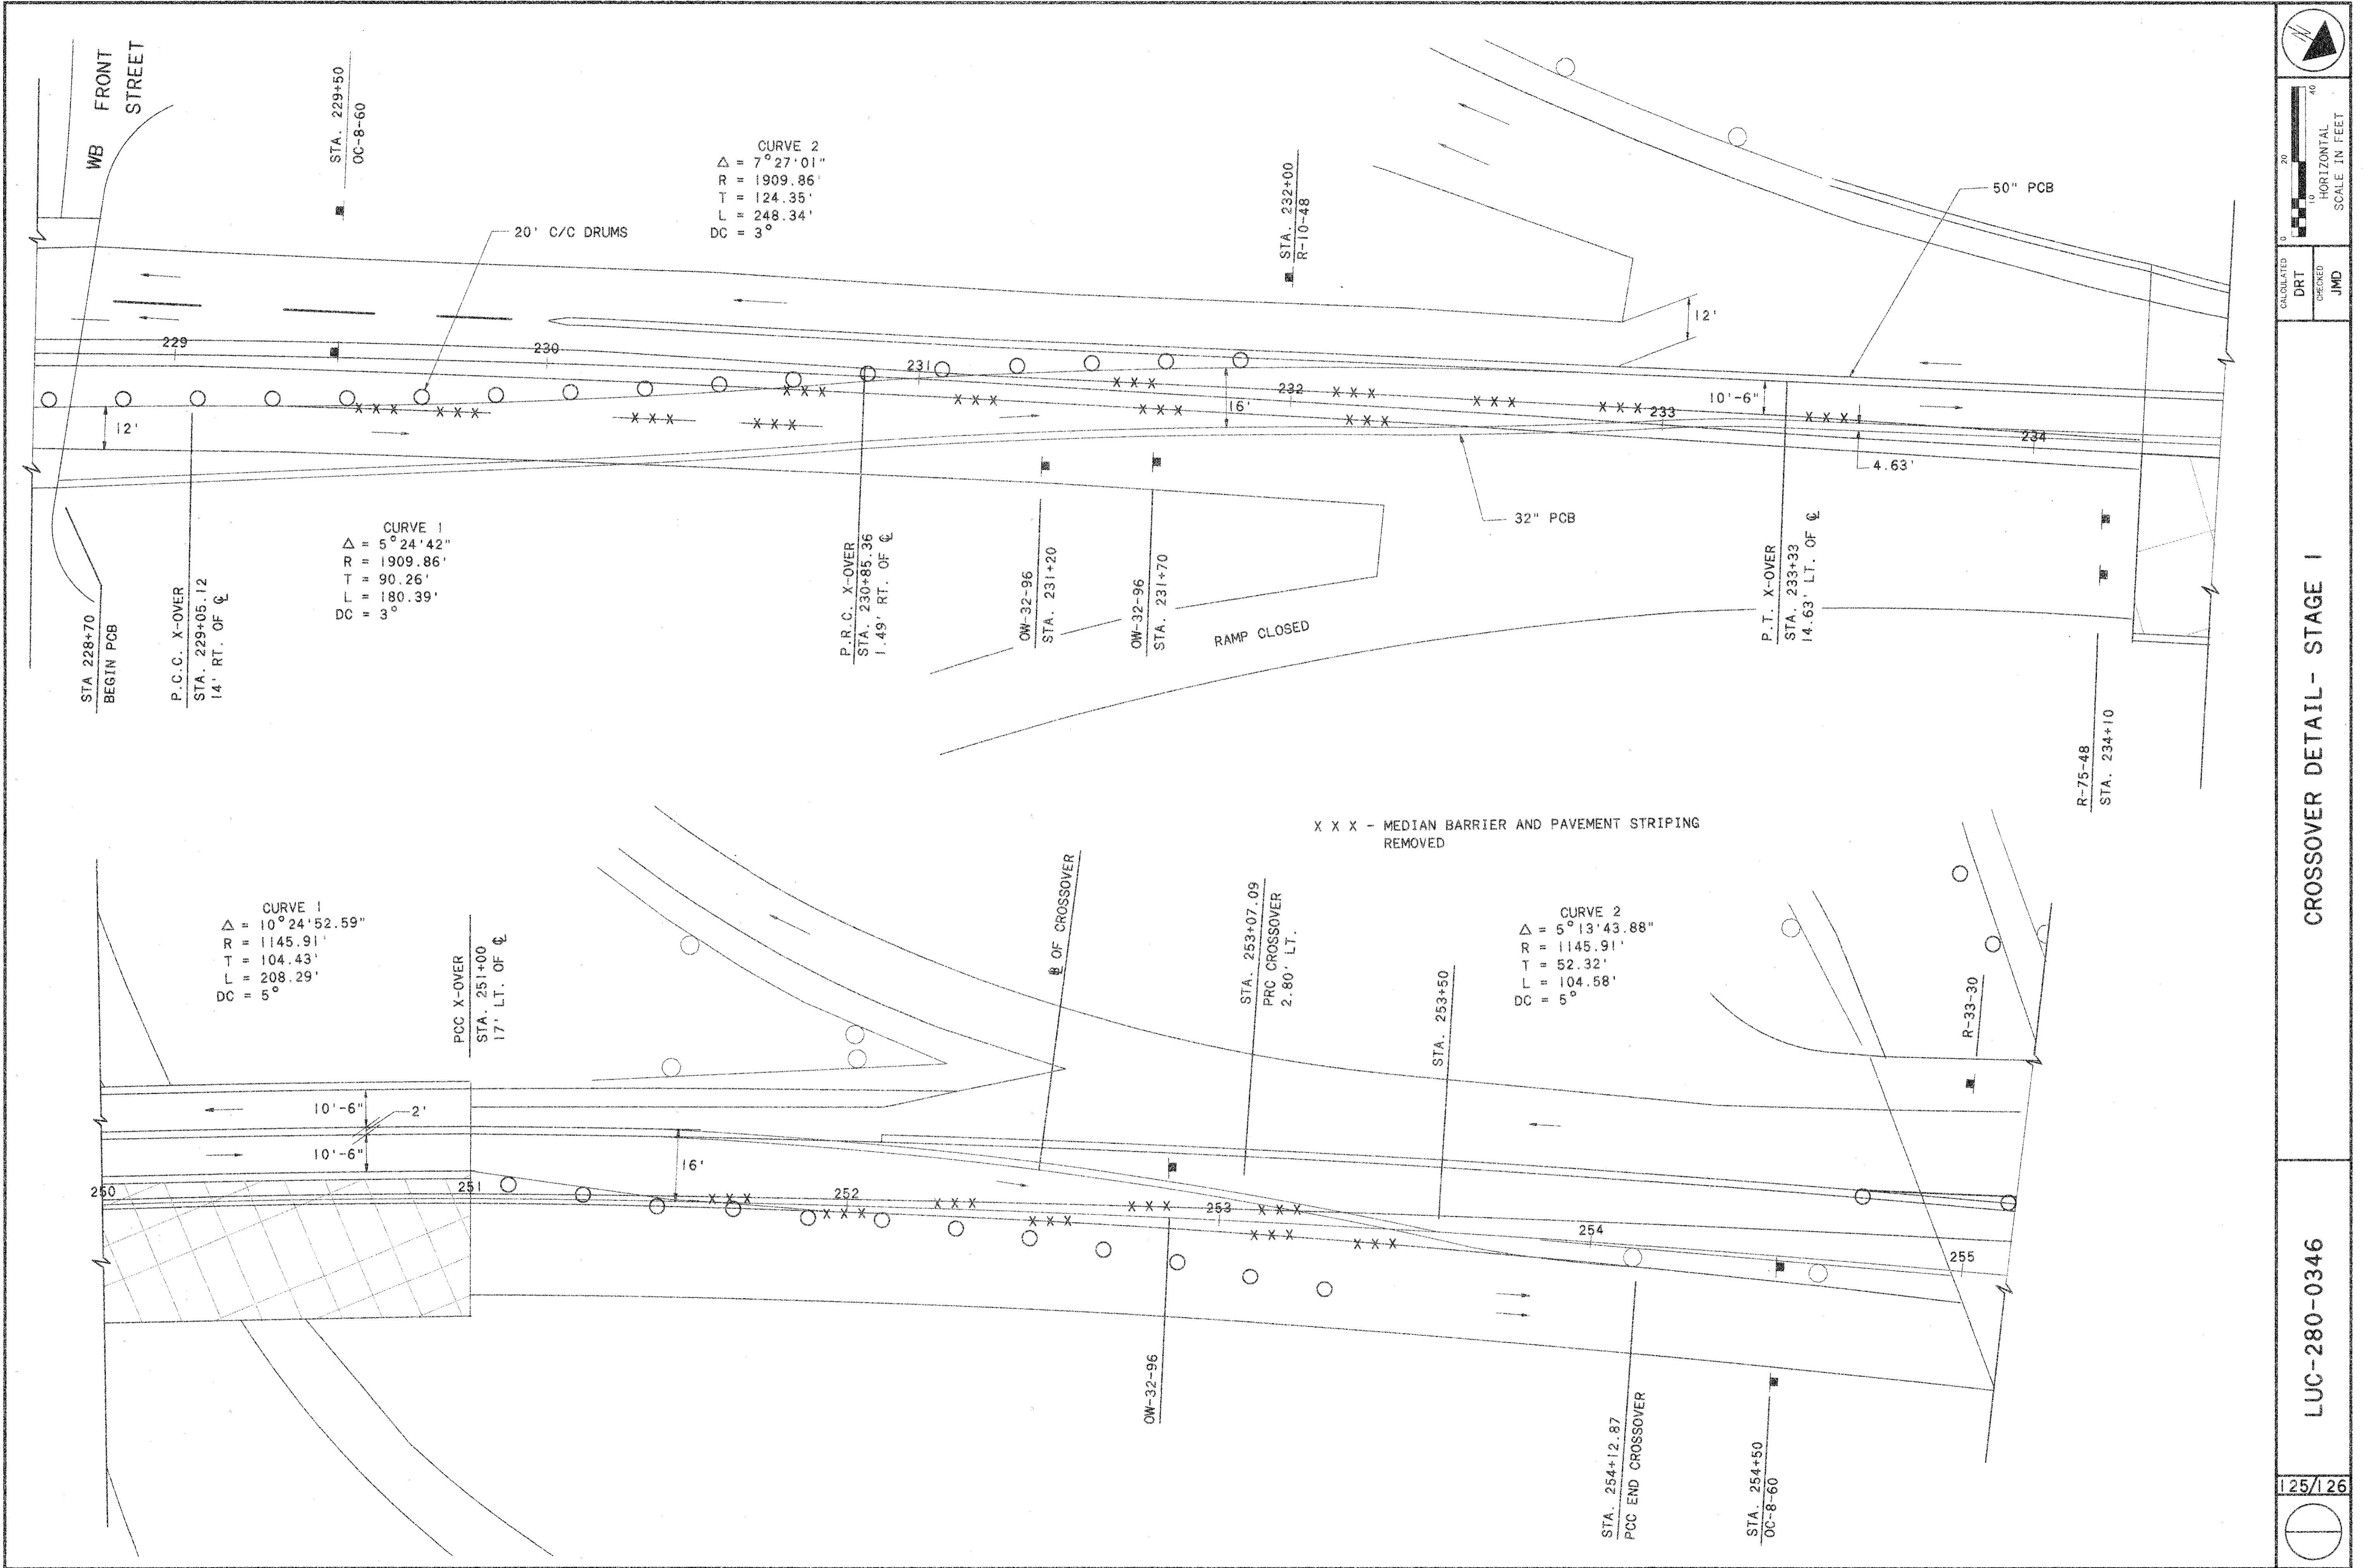 WB FRONT
STREET
STA. 229+50
OC-8-60
CURVE 2
Δ = 7°27'01"
R = 1909.86'
T = 124.35'
L = 248.34'
DC = 3°
20' C/C DRUMS
STA. 232+00
R-10-48
50" PCB
12'
229
230
231
232
233
234
12'
16'
10'-6"
4.63'
X X X
X X X
X X X
X X X
X X X
X X X
X X X
X X X
X X X
X X X
X X X
X X X
X X X
32" PCB
CURVE 1
Δ = 5°24'42"
R = 1909.86'
T = 90.26'
L = 180.39'
DC = 3°
STA 228+70
BEGIN PCB
P.C.C. X-OVER
STA. 229+05.12
14' RT. OF ℄
P.R.C. X-OVER
STA. 230+85.36
1.49' RT. OF ℄
OW-32-96
STA. 231+20
OW-32-96
STA. 231+70
RAMP CLOSED
P.T. X-OVER
STA. 233+33
14.63' LT. OF ℄
R-75-48
STA. 234+10
X X X - MEDIAN BARRIER AND PAVEMENT STRIPING
REMOVED
CURVE 1
Δ = 10°24'52.59"
R = 1145.91'
T = 104.43'
L = 208.29'
DC = 5°
PCC X-OVER
STA. 251+00
17' LT. OF ℄
B OF CROSSOVER
STA. 253+07.09
PRC CROSSOVER
2.80' LT.
STA. 253+50
CURVE 2
Δ = 5°13'43.88"
R = 1145.91'
T = 52.32'
L = 104.58'
DC = 5°
R-33-30
10'-6"
2'
10'-6"
16'
250
251
252
253
254
255
X X X
X X X
X X X
X X X
X X X
X X X
X X X
X X X
OW-32-96
STA. 254+12.87
PCC END CROSSOVER
STA. 254+50
OC-8-60
N
0
10
20
40
HORIZONTAL
SCALE IN FEET
CALCULATED
DRT
CHECKED
JMD
CROSSOVER DETAIL- STAGE 1
LUC-280-0346
125/126